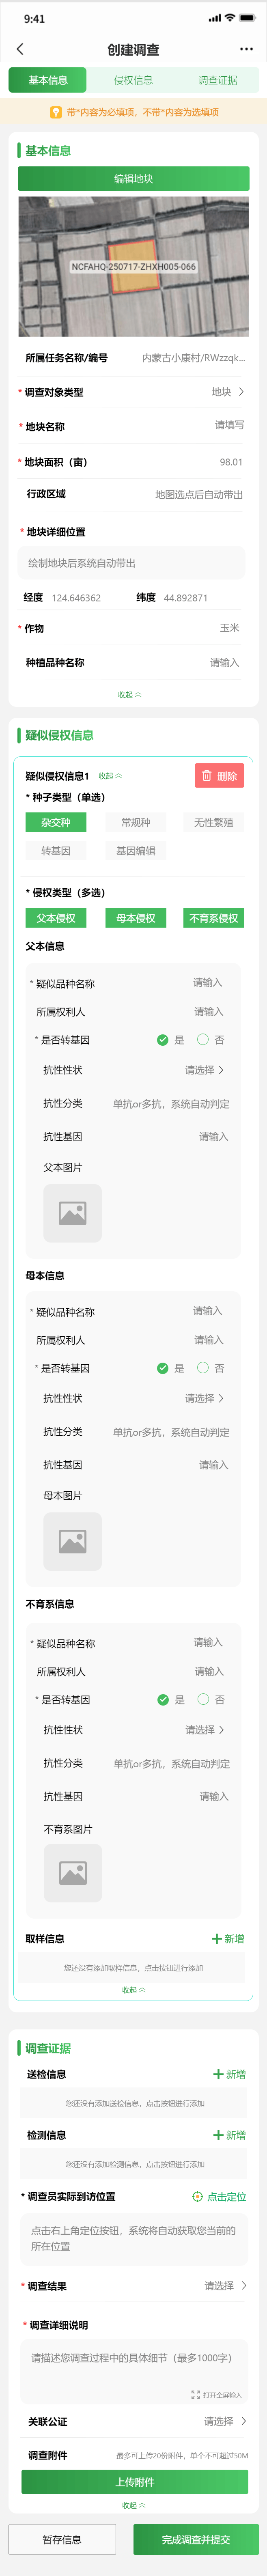 9:41
创建调查
基本信息 侵权信息 调查证据
带*内容为必填项，不带*内容为选填项
基本信息
编辑地块
NCFAHQ-250717-ZHXH005-066
所属任务名称/编号 内蒙古小康村/RWzzqk...
* 调查对象类型 地块
* 地块名称 请填写
* 地块面积（亩） 98.01
行政区域 地图选点后自动带出
* 地块详细位置
绘制地块后系统自动带出
经度 124.646362 纬度 44.892871
* 作物 玉米
种植品种名称 请输入
收起
疑似侵权信息
疑似侵权信息1 收起 删除
* 种子类型（单选）
杂交种 常规种 无性繁殖
转基因 基因编辑
* 侵权类型（多选）
父本侵权 母本侵权 不育系侵权
父本信息
* 疑似品种名称 请输入
所属权利人 请输入
* 是否转基因 是 否
抗性性状 请选择
抗性分类 单抗or多抗，系统自动判定
抗性基因 请输入
父本图片
母本信息
* 疑似品种名称 请输入
所属权利人 请输入
* 是否转基因 是 否
抗性性状 请选择
抗性分类 单抗or多抗，系统自动判定
抗性基因 请输入
母本图片
不育系信息
* 疑似品种名称 请输入
所属权利人 请输入
* 是否转基因 是 否
抗性性状 请选择
抗性分类 单抗or多抗，系统自动判定
抗性基因 请输入
不育系图片
取样信息 新增
您还没有添加取样信息，点击按钮进行添加
收起
调查证据
送检信息 新增
您还没有添加送检信息，点击按钮进行添加
检测信息 新增
您还没有添加检测信息，点击按钮进行添加
* 调查员实际到访位置 点击定位
点击右上角定位按钮，系统将自动获取您当前的
所在位置
* 调查结果 请选择
* 调查详细说明
请描述您调查过程中的具体细节（最多1000字）
打开全屏输入
关联公证 请选择
调查附件 最多可上传20份附件，单个不可超过50M
上传附件
收起
暂存信息 完成调查并提交